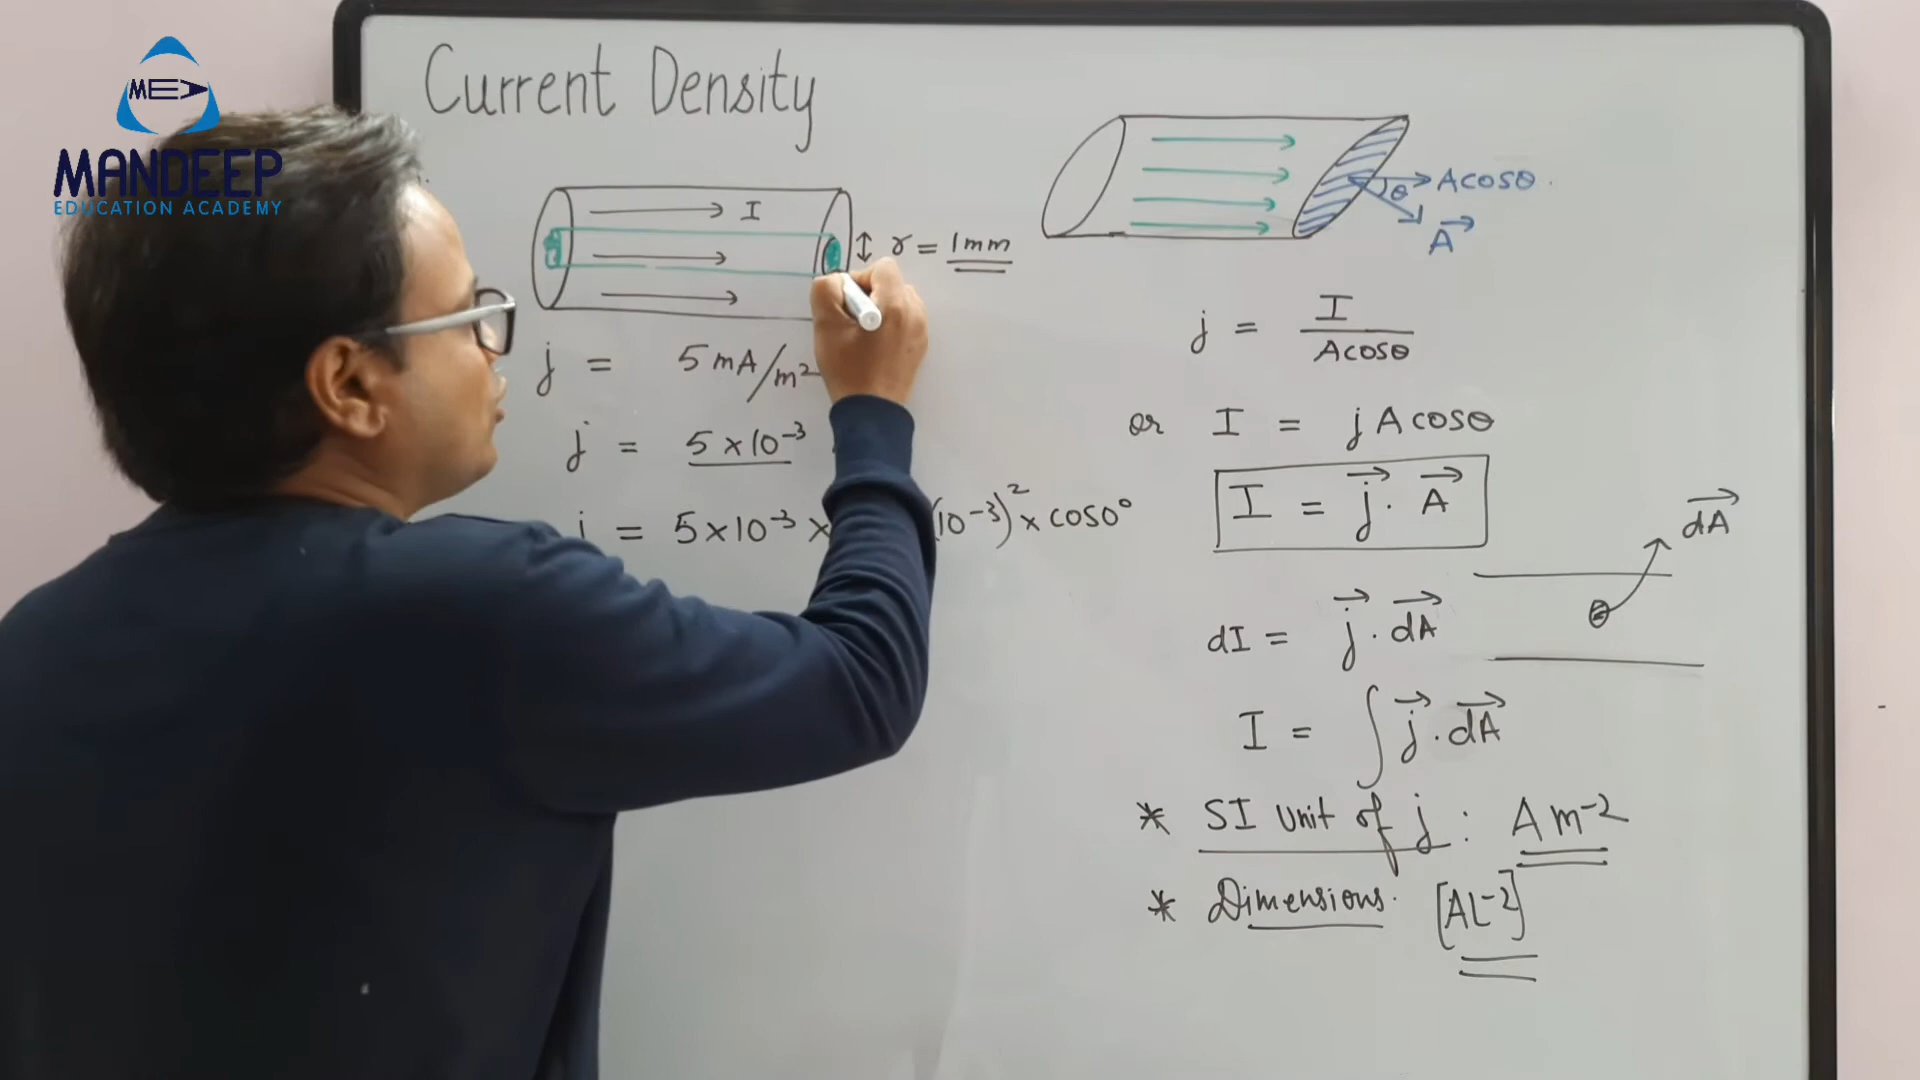 MED
MANDEEP
EDUCATION ACADEMY
Current Density
I
r = 1mm
j = 5 mA/m²
j = 5 × 10⁻³
j = 5×10⁻³ × (10⁻³)² × cos0°
θ Acosθ
A⃗
j = I / Acosθ
or I = j A cosθ
I = j⃗ . A⃗
dA⃗
dI = j⃗ . dA⃗
I = ∫ j⃗ . dA⃗
* SI Unit of j : A m⁻²
* Dimensions. [AL⁻²]